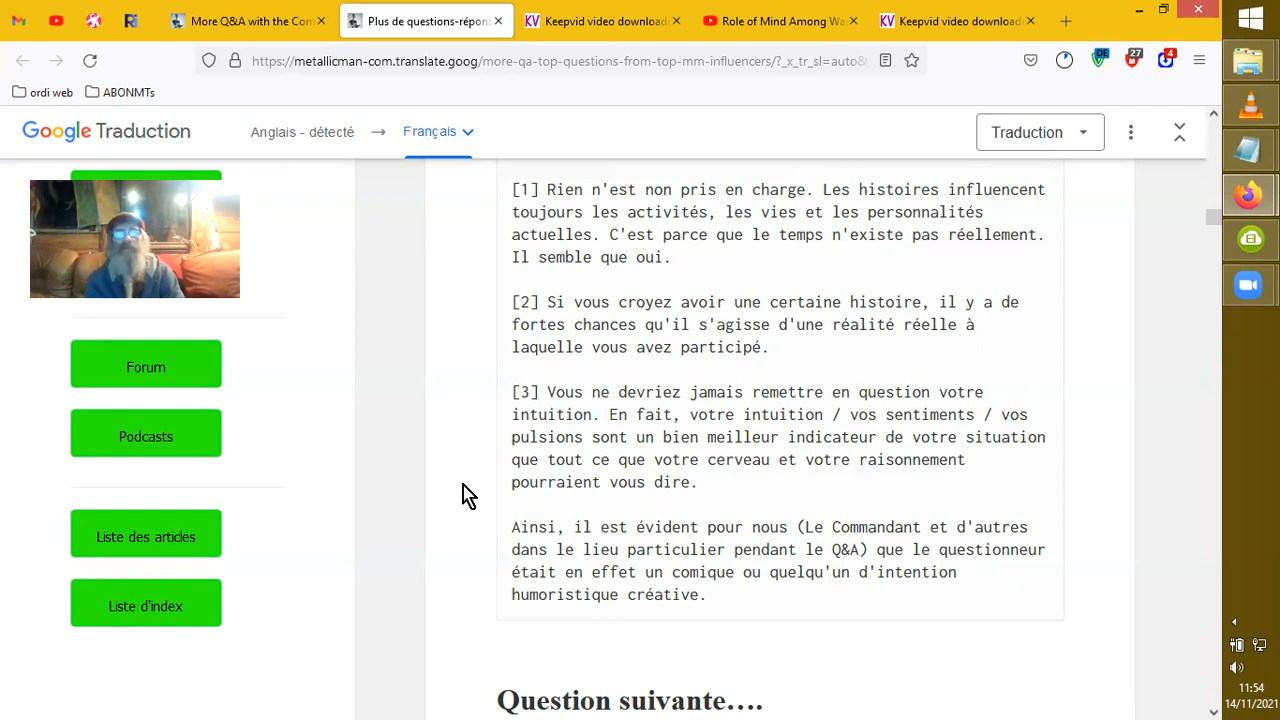 More Q&A with the Com
Plus de questions-répons
Keepvid video download
Role of Mind Among Wa
Keepvid video download
https://metallicman-com.translate.goog/more-qa-and-questions-from-top-mm-influencers/?_x_tr_sl=auto&
DE
27
4
ordi web
ABONMTs
Google Traduction
Anglais - détecté
Français
Traduction
[1] Rien n'est non pris en charge. Les histoires influencent
toujours les activités, les vies et les personnalités
actuelles. C'est parce que le temps n'existe pas réellement.
Il semble que oui.
[2] Si vous croyez avoir une certaine histoire, il y a de
fortes chances qu'il s'agisse d'une réalité réelle à
laquelle vous avez participé.
[3] Vous ne devriez jamais remettre en question votre
intuition. En fait, votre intuition / vos sentiments / vos
pulsions sont un bien meilleur indicateur de votre situation
que tout ce que votre cerveau et votre raisonnement
pourraient vous dire.
Ainsi, il est évident pour nous (Le Commandant et d'autres
dans le lieu particulier pendant le Q&A) que le questionneur
était en effet un comique ou quelqu'un d'intention
humoristique créative.
Question suivante….
Forum
Podcasts
Liste des articles
Liste d'index
11:54
14/11/2021